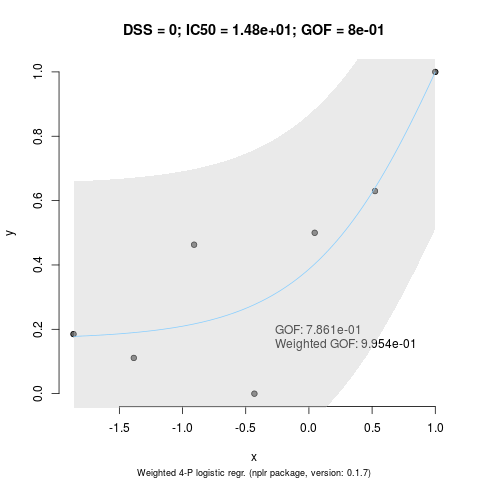 DSS = 0; IC50 = 1.48e+01; GOF = 8e-01
1.0
0.8
0.6
0.4
0.2
0.0
y
GOF: 7.861e-01
Weighted GOF: 9.954e-01
-1.5
-1.0
-0.5
0.0
0.5
1.0
x
Weighted 4-P logistic regr. (nplr package, version: 0.1.7)